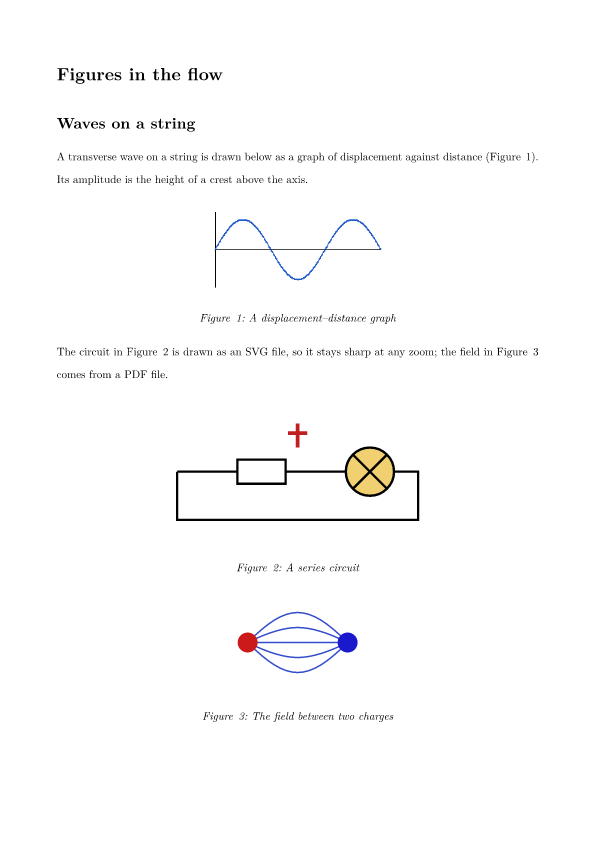 Figures in the flow
Waves on a string
A transverse wave on a string is drawn below as a graph of displacement against distance (Figure 1).
Its amplitude is the height of a crest above the axis.
Figure 1: A displacement–distance graph
The circuit in Figure 2 is drawn as an SVG file, so it stays sharp at any zoom; the field in Figure 3
comes from a PDF file.
Figure 2: A series circuit
Figure 3: The field between two charges